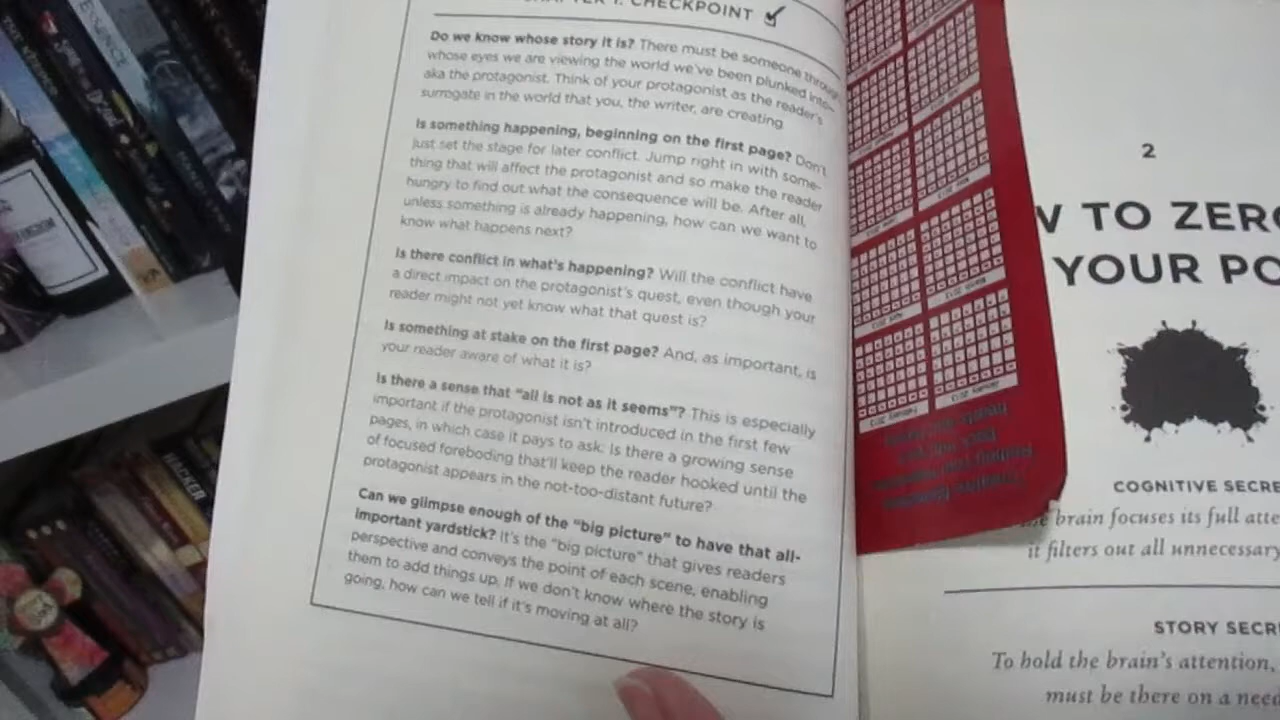 CHAPTER 1: CHECKPOINT
Do we know whose story it is? There must be someone through
whose eyes we are viewing the world we've been plunked into—
aka the protagonist. Think of your protagonist as the reader's
surrogate in the world that you, the writer, are creating.
Is something happening, beginning on the first page? Don't
just set the stage for later conflict. Jump right in with some-
thing that will affect the protagonist and so make the reader
hungry to find out what the consequence will be. After all,
unless something is already happening, how can we want to
know what happens next?
Is there conflict in what's happening? Will the conflict have
a direct impact on the protagonist's quest, even though your
reader might not yet know what that quest is?
Is something at stake on the first page? And, as important, is
your reader aware of what it is?
Is there a sense that "all is not as it seems"? This is especially
important if the protagonist isn't introduced in the first few
pages, in which case it pays to ask: Is there a growing sense
of focused foreboding that'll keep the reader hooked until the
protagonist appears in the not-too-distant future?
Can we glimpse enough of the "big picture" to have that all-
important yardstick? It's the "big picture" that gives readers
perspective and conveys the point of each scene, enabling
them to add things up. If we don't know where the story is
going, how can we tell if it's moving at all?
2
W TO ZERO
YOUR PO
COGNITIVE SECRE
e brain focuses its full atte
it filters out all unnecessary
STORY SECR
To hold the brain's attention,
must be there on a need
HACKER